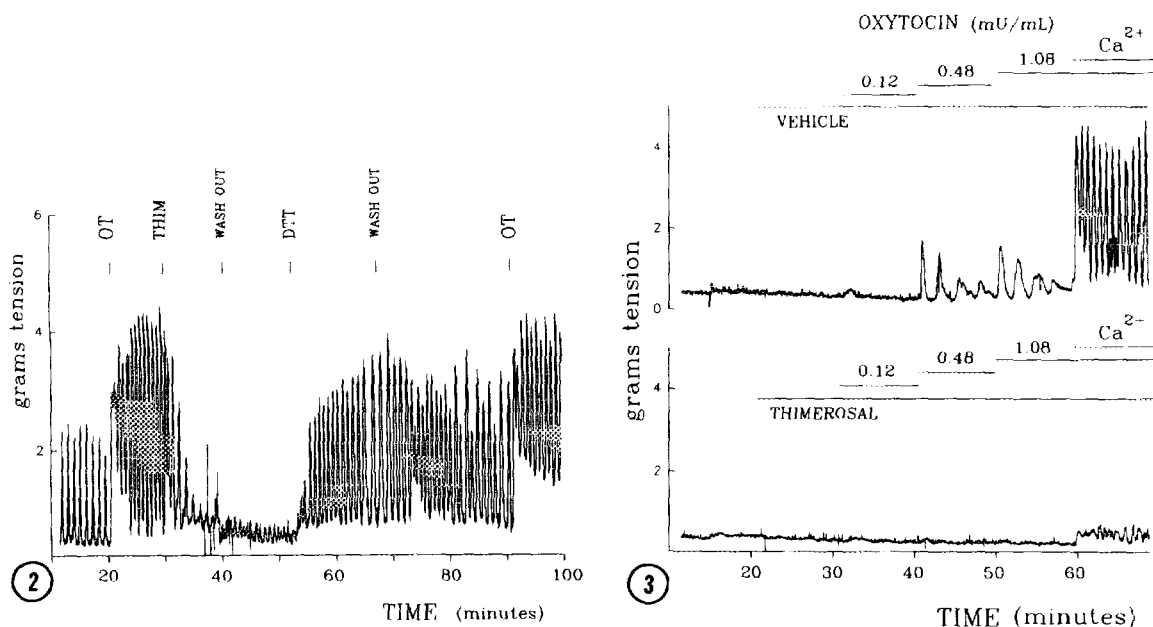 OT
THIM
WASH OUT
DTT
WASH OUT
OT
6
4
2
grams tension
20
40
60
80
100
TIME (minutes)
2
OXYTOCIN (mU/mL)
Ca2+
1.08
0.48
0.12
VEHICLE
4
2
0
grams tension
Ca2+
1.08
0.48
0.12
THIMEROSAL
4
2
20
30
40
50
60
TIME (minutes)
3